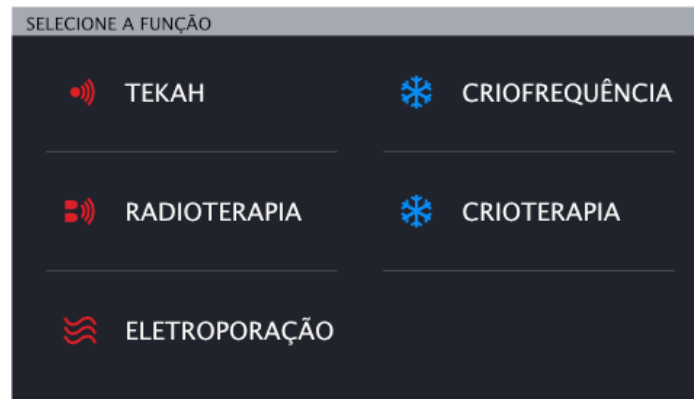 SELECIONE A FUNÇÃO
TEKAH
CRIOFREQUÊNCIA
RADIOTERAPIA
CRIOTERAPIA
ELETROPORAÇÃO